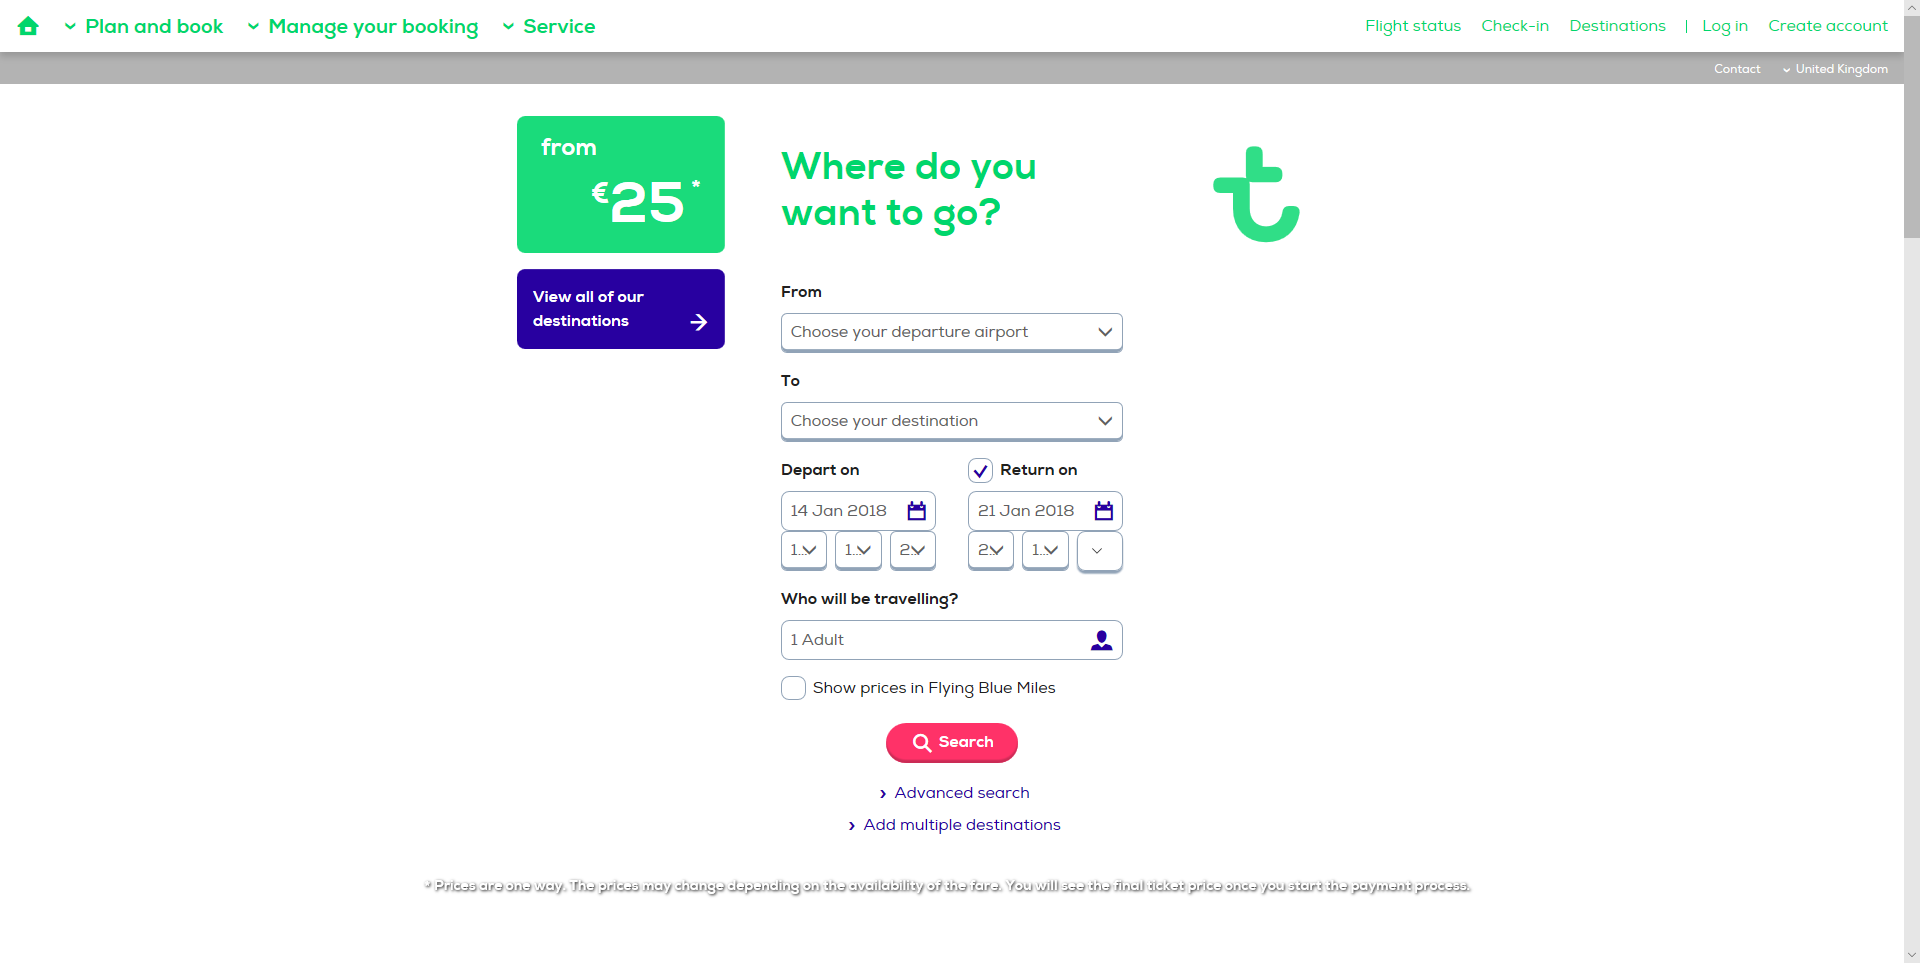 Plan and book
Manage your booking
Service
Flight status
Check-in
Destinations
|
Log in
Create account
Contact
United Kingdom
from
€25*
View all of our
destinations
Where do you
want to go?
From
Choose your departure airport
To
Choose your destination
Depart on
Return on
14 Jan 2018
21 Jan 2018
1...
1...
2...
2...
1...
Who will be travelling?
1 Adult
Show prices in Flying Blue Miles
Search
Advanced search
Add multiple destinations
* Prices are one way. The prices may change depending on the availability of the fare. You will see the final ticket price once you start the payment process.